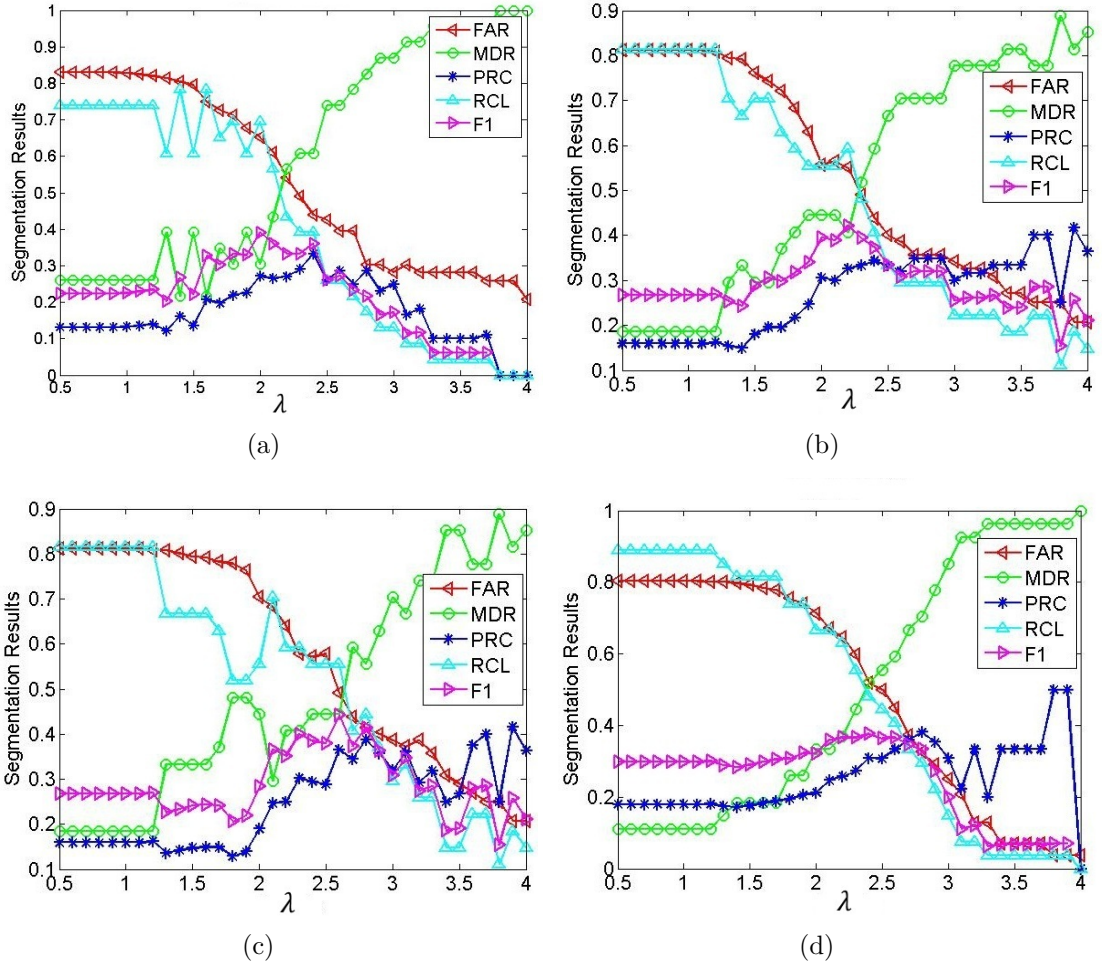 1
0.9
0.8
0.7
0.6
0.5
0.4
0.3
0.2
0.1
0
Segmentation Results
FAR
MDR
PRC
RCL
F1
0.5 1 1.5 2 2.5 3 3.5 4
λ
(a)
0.9
0.8
0.7
0.6
0.5
0.4
0.3
0.2
0.1
Segmentation Results
FAR
MDR
PRC
RCL
F1
0.5 1 1.5 2 2.5 3 3.5 4
λ
(b)
0.9
0.8
0.7
0.6
0.5
0.4
0.3
0.2
0.1
Segmentation Results
FAR
MDR
PRC
RCL
F1
0.5 1 1.5 2 2.5 3 3.5 4
λ
(c)
1
0.8
0.6
0.4
0.2
0
Segmentation Results
FAR
MDR
PRC
RCL
F1
0.5 1 1.5 2 2.5 3 3.5 4
λ
(d)